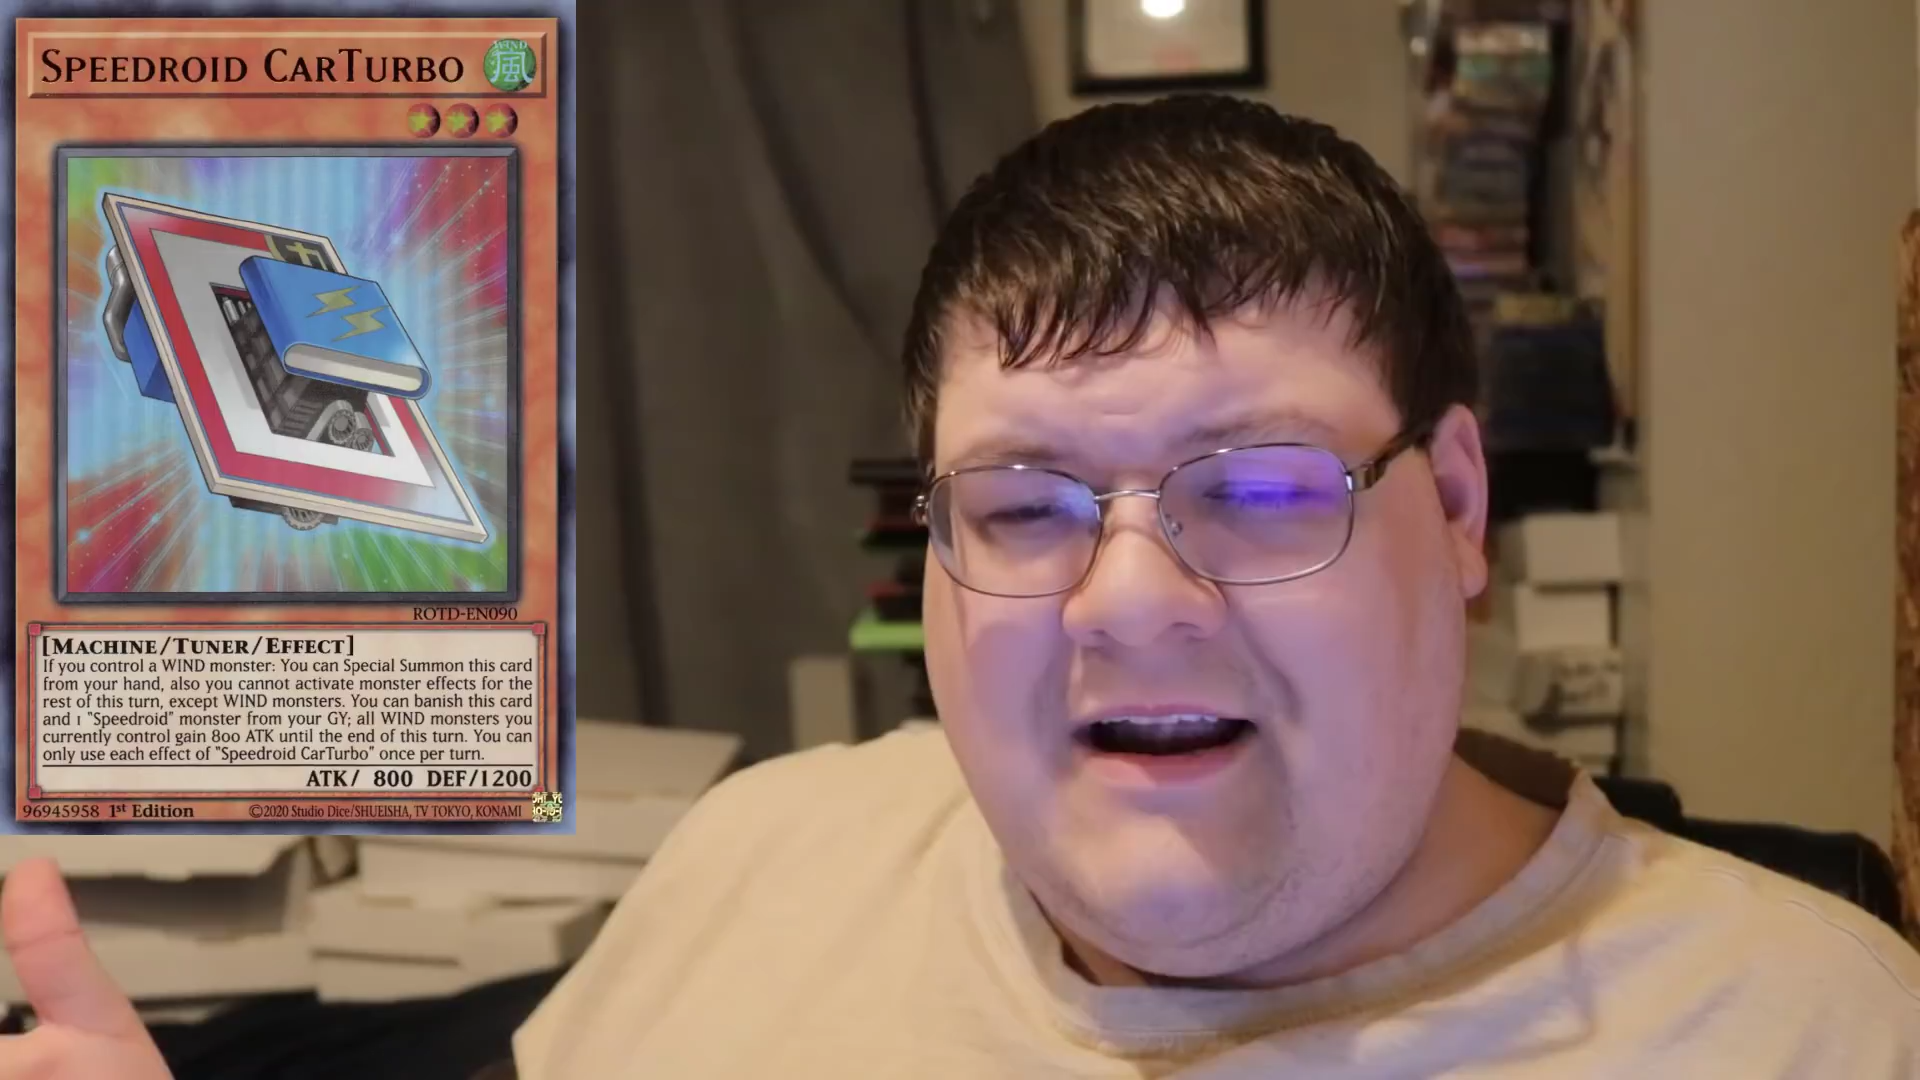 SPEEDROID CARTURBO
WIND
風
ROTD-EN090
[MACHINE/TUNER/EFFECT]
If you control a WIND monster: You can Special Summon this card
from your hand, also you cannot activate monster effects for the
rest of this turn, except WIND monsters. You can banish this card
and 1 "Speedroid" monster from your GY; all WIND monsters you
currently control gain 800 ATK until the end of this turn. You can
only use each effect of "Speedroid CarTurbo" once per turn.
ATK/ 800 DEF/1200
96945958 1st Edition ©2020 Studio Dice/SHUEISHA, TV TOKYO, KONAMI